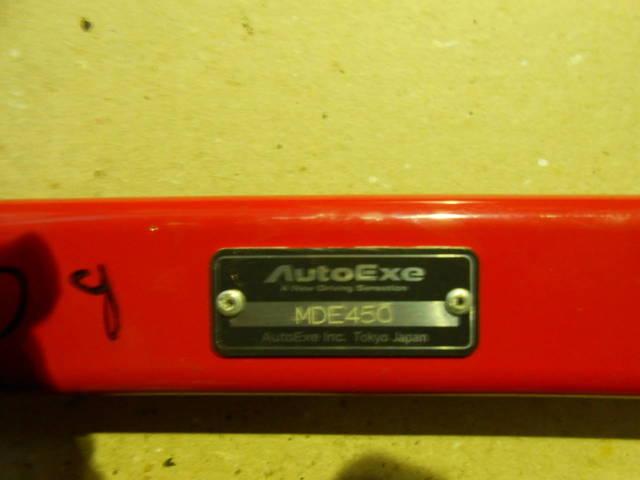 AutoExe
A New Driving Sensation
MDE450
AutoExe Inc. Tokyo Japan